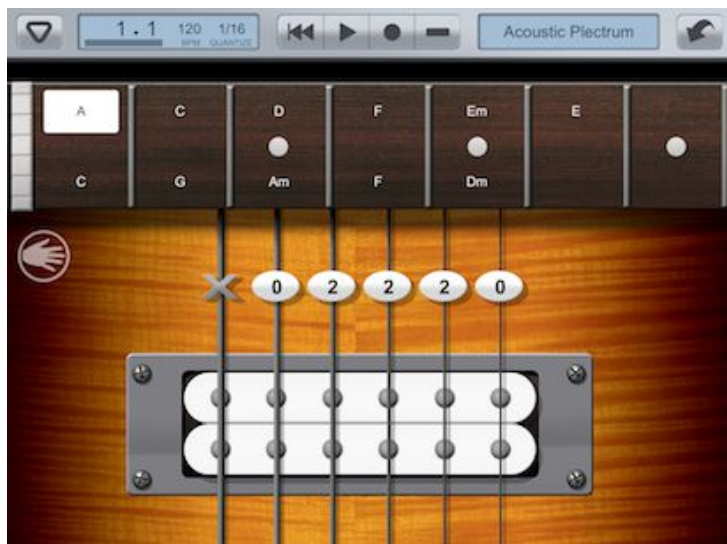 1 . 1 120 1/16 Acoustic Plectrum
BPM QUANTIZE
A C D F Em E
C G Am F Dm
X 0 2 2 2 0